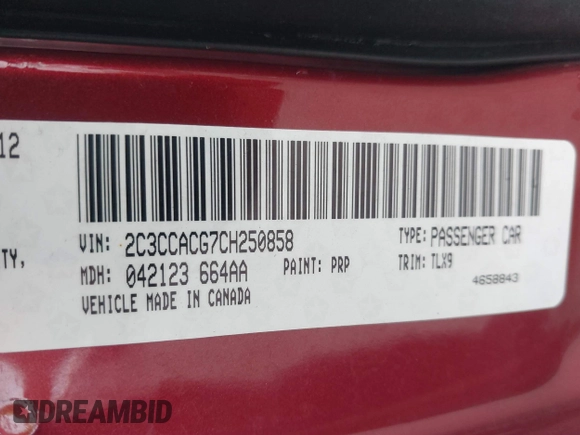 12
VIN: 2C3CCACG7CH250858 TYPE: PASSENGER CAR
TY,
MDH: 042123 664AA PAINT: PRP TRIM: TLX9
4658843
VEHICLE MADE IN CANADA
DREAMBID